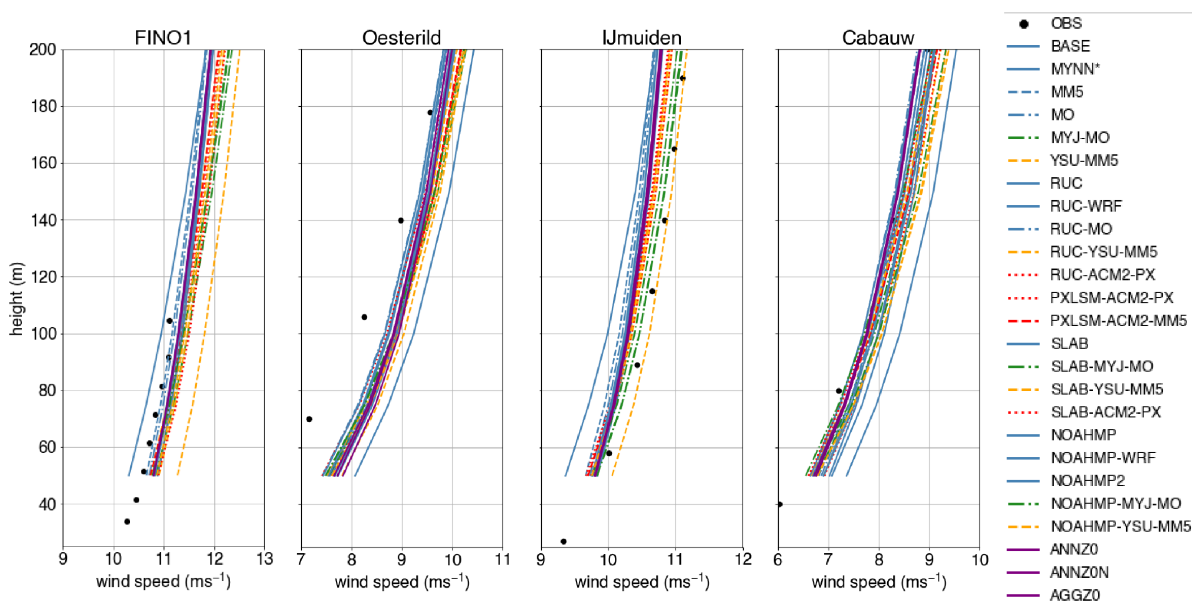 FINO1
Oesterild
IJmuiden
Cabauw
height (m)
200
180
160
140
120
100
80
60
40
9 10 11 12 13
7 8 9 10 11
9 10 11 12
6 7 8 9 10
wind speed (ms⁻¹)
wind speed (ms⁻¹)
wind speed (ms⁻¹)
wind speed (ms⁻¹)
OBS
BASE
MYNN*
MM5
MO
MYJ-MO
YSU-MM5
RUC
RUC-WRF
RUC-MO
RUC-YSU-MM5
RUC-ACM2-PX
PXLSM-ACM2-PX
PXLSM-ACM2-MM5
SLAB
SLAB-MYJ-MO
SLAB-YSU-MM5
SLAB-ACM2-PX
NOAHMP
NOAHMP-WRF
NOAHMP2
NOAHMP-MYJ-MO
NOAHMP-YSU-MM5
ANNZ0
ANNZ0N
AGGZ0